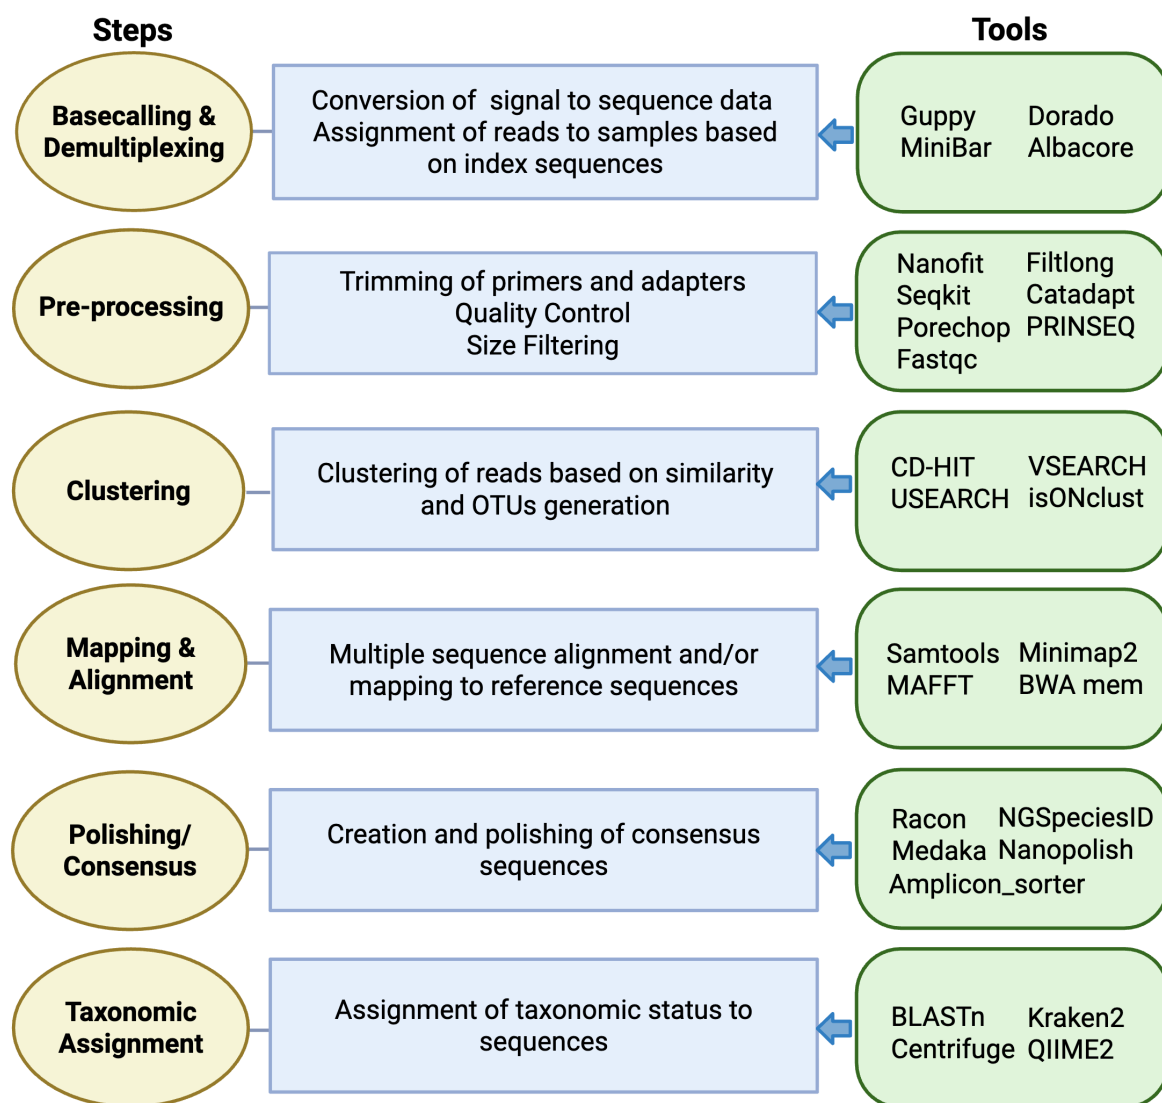 Steps
Tools
Basecalling &
Demultiplexing
Conversion of signal to sequence data
Assignment of reads to samples based
on index sequences
Guppy Dorado
MiniBar Albacore
Pre-processing
Trimming of primers and adapters
Quality Control
Size Filtering
Nanofit Filtlong
Seqkit Catadapt
Porechop PRINSEQ
Fastqc
Clustering
Clustering of reads based on similarity
and OTUs generation
CD-HIT VSEARCH
USEARCH isONclust
Mapping &
Alignment
Multiple sequence alignment and/or
mapping to reference sequences
Samtools Minimap2
MAFFT BWA mem
Polishing/
Consensus
Creation and polishing of consensus
sequences
Racon NGSpeciesID
Medaka Nanopolish
Amplicon_sorter
Taxonomic
Assignment
Assignment of taxonomic status to
sequences
BLASTn Kraken2
Centrifuge QIIME2